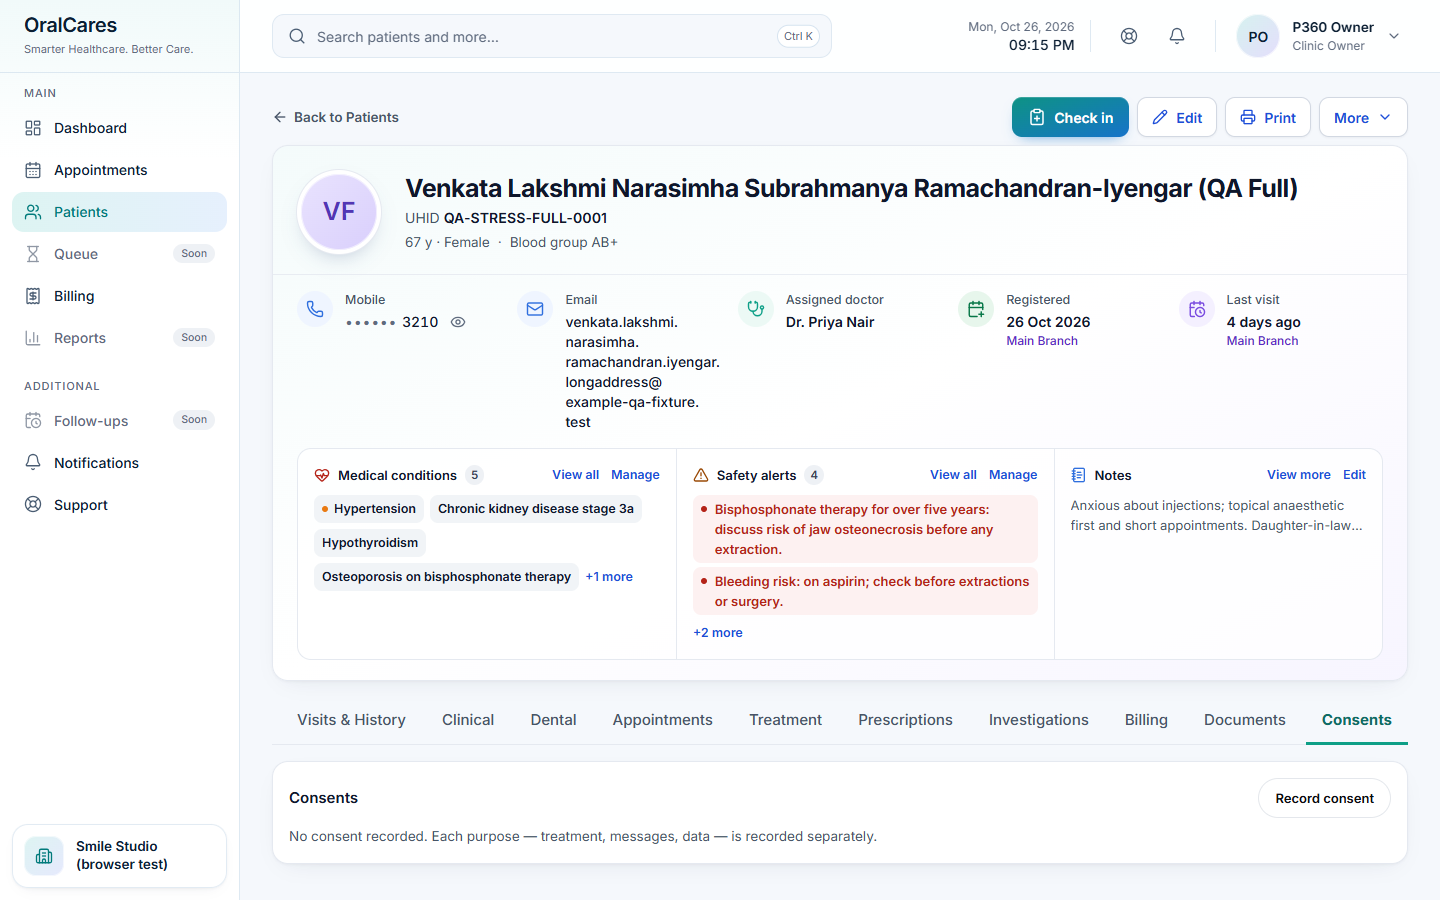 OralCares
Smarter Healthcare. Better Care.
MAIN
Dashboard
Appointments
Patients
Queue Soon
Billing
Reports Soon
ADDITIONAL
Follow-ups Soon
Notifications
Support
Smile Studio
(browser test)
Search patients and more...
Ctrl K
Mon, Oct 26, 2026
09:15 PM
PO
P360 Owner
Clinic Owner
Back to Patients
Check in
Edit
Print
More
VF
Venkata Lakshmi Narasimha Subrahmanya Ramachandran-Iyengar (QA Full)
UHID QA-STRESS-FULL-0001
67 y · Female · Blood group AB+
Mobile
•••••• 3210
Email
venkata.lakshmi.
narasimha.
ramachandran.iyengar.
longaddress@
example-qa-fixture.
test
Assigned doctor
Dr. Priya Nair
Registered
26 Oct 2026
Main Branch
Last visit
4 days ago
Main Branch
Medical conditions 5 View all Manage
Hypertension
Chronic kidney disease stage 3a
Hypothyroidism
Osteoporosis on bisphosphonate therapy
+1 more
Safety alerts 4 View all Manage
Bisphosphonate therapy for over five years:
discuss risk of jaw osteonecrosis before any
extraction.
Bleeding risk: on aspirin; check before extractions
or surgery.
+2 more
Notes View more Edit
Anxious about injections; topical anaesthetic
first and short appointments. Daughter-in-law...
Visits & History
Clinical
Dental
Appointments
Treatment
Prescriptions
Investigations
Billing
Documents
Consents
Consents
Record consent
No consent recorded. Each purpose — treatment, messages, data — is recorded separately.